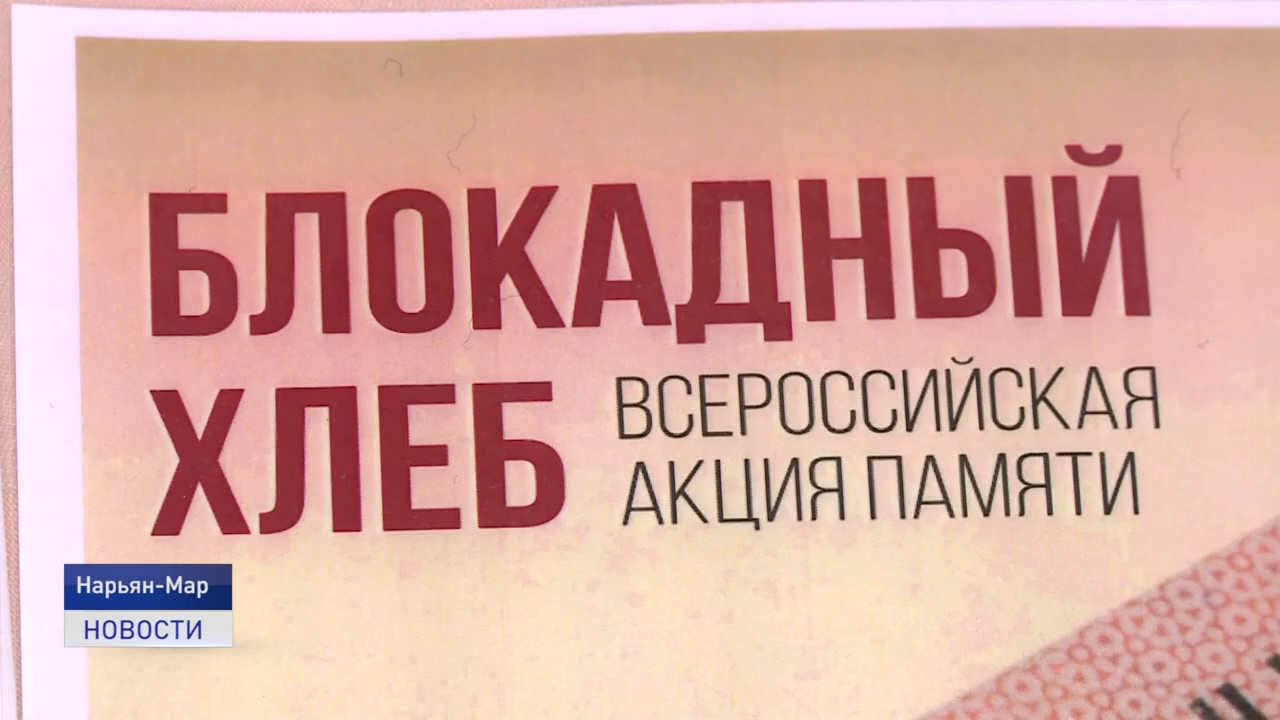 БЛОКАДНЫЙ
ХЛЕБ
ВСЕРОССИЙСКАЯ
АКЦИЯ ПАМЯТИ
Нарьян-Мар
НОВОСТИ